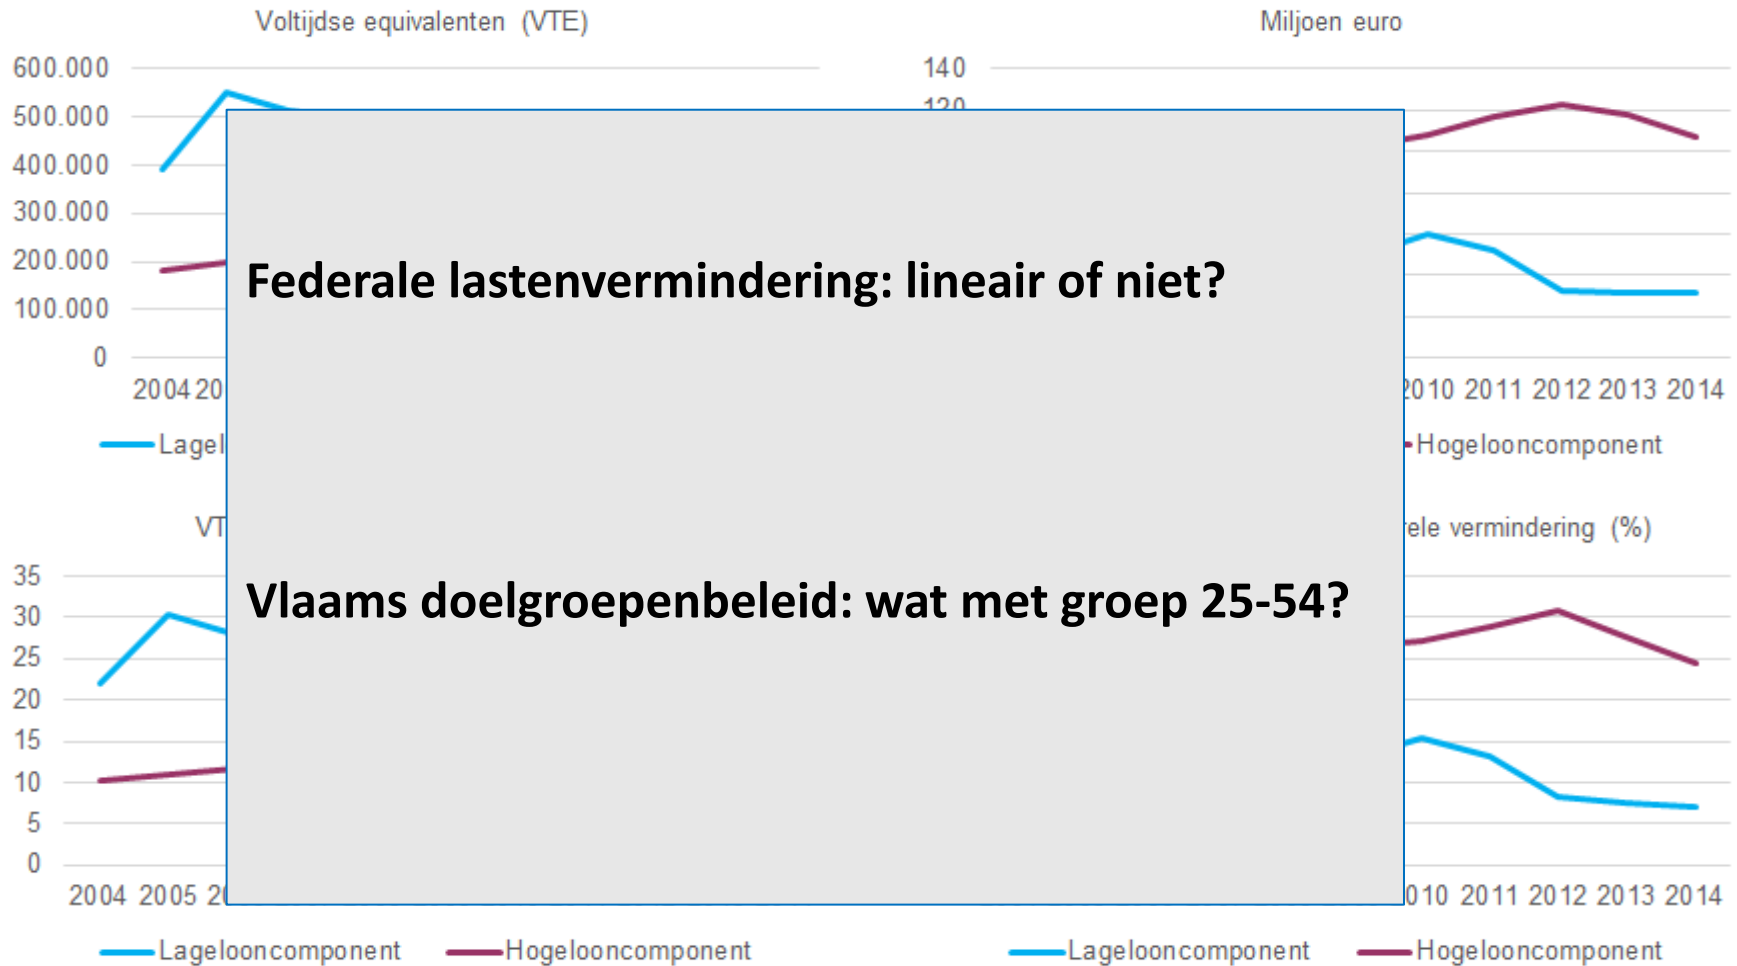 Voltijdse equivalenten (VTE)
600.000
500.000
400.000
300.000
200.000
100.000
0
2004
Miljoen euro
140
120
2010 2011 2012 2013 2014
Hogelooncomponent
Federale lastenvermindering: lineair of niet?
Vlaams doelgroepenbeleid: wat met groep 25-54?
35
30
25
20
15
10
5
0
2004 2005
Lagelooncomponent Hogelooncomponent
vermindering (%)
2011 2012 2013 2014
Lagelooncomponent Hogelooncomponent